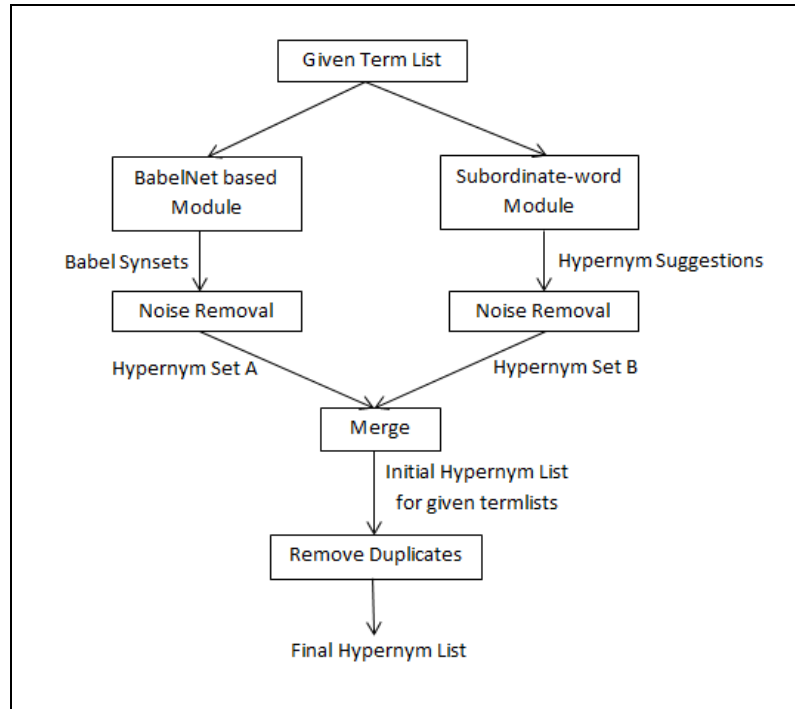 Given Term List
BabelNet based
Module
Subordinate-word
Module
Babel Synsets
Hypernym Suggestions
Noise Removal
Noise Removal
Hypernym Set A
Hypernym Set B
Merge
Initial Hypernym List
for given termlists
Remove Duplicates
Final Hypernym List